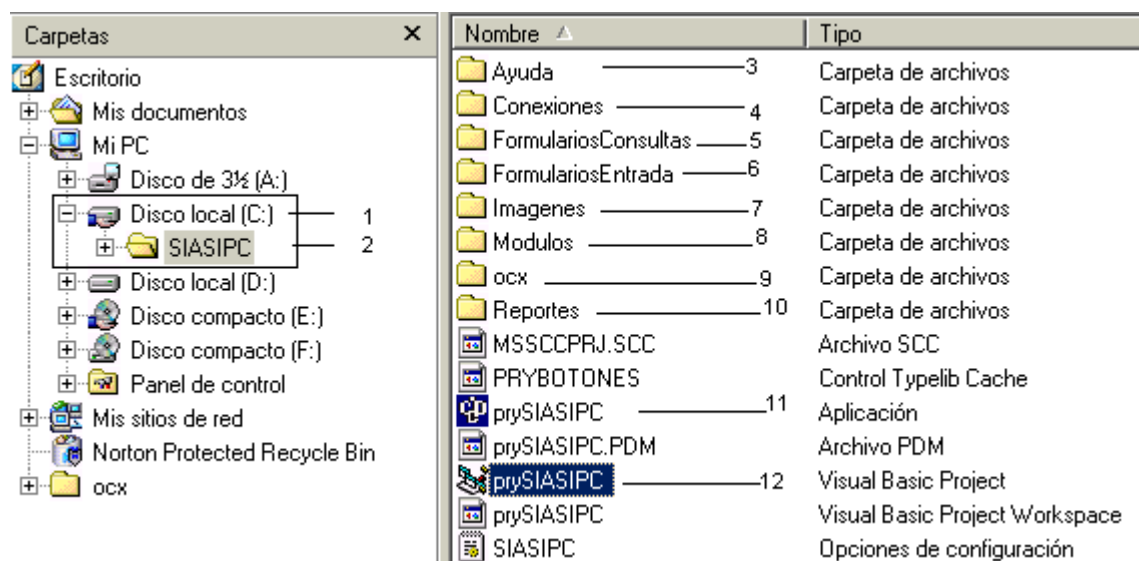 Carpetas
Escritorio
Mis documentos
Mi PC
Disco de 3½ (A:)
Disco local (C:) 1
SIASIPC 2
Disco local (D:)
Disco compacto (E:)
Disco compacto (F:)
Panel de control
Mis sitios de red
Norton Protected Recycle Bin
ocx
Nombre Tipo
Ayuda 3 Carpeta de archivos
Conexiones 4 Carpeta de archivos
FormulariosConsultas 5 Carpeta de archivos
FormulariosEntrada 6 Carpeta de archivos
Imagenes 7 Carpeta de archivos
Modulos 8 Carpeta de archivos
ocx 9 Carpeta de archivos
Reportes 10 Carpeta de archivos
MSSCCPRJ.SCC Archivo SCC
PRYBOTONES Control Typelib Cache
prySIASIPC 11 Aplicación
prySIASIPC.PDM Archivo PDM
prySIASIPC 12 Visual Basic Project
prySIASIPC Visual Basic Project Workspace
SIASIPC Opciones de configuración